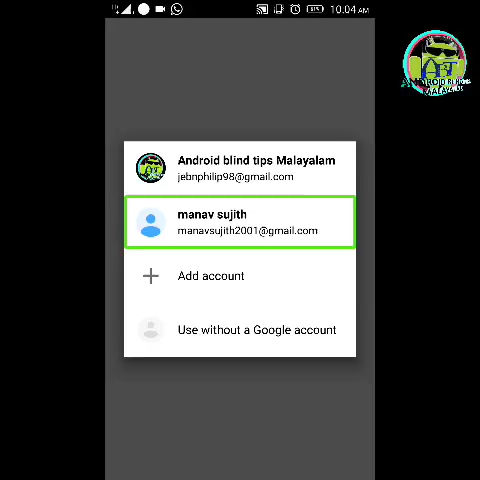 10.04 AM
Android blind tips Malayalam
jebnphilip98@gmail.com
manav sujith
manavsujith2001@gmail.com
Add account
Use without a Google account
ABT